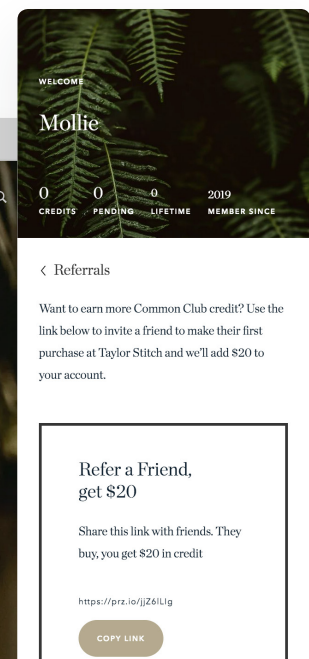 WELCOME
Mollie
0 0 0 2019
CREDITS PENDING LIFETIME MEMBER SINCE
Referrals
Want to earn more Common Club credit? Use the
link below to invite a friend to make their first
purchase at Taylor Stitch and we'll add $20 to
your account.
Refer a Friend,
get $20
Share this link with friends. They
buy, you get $20 in credit
https://prz.io/jjZ6lLIg
COPY LINK